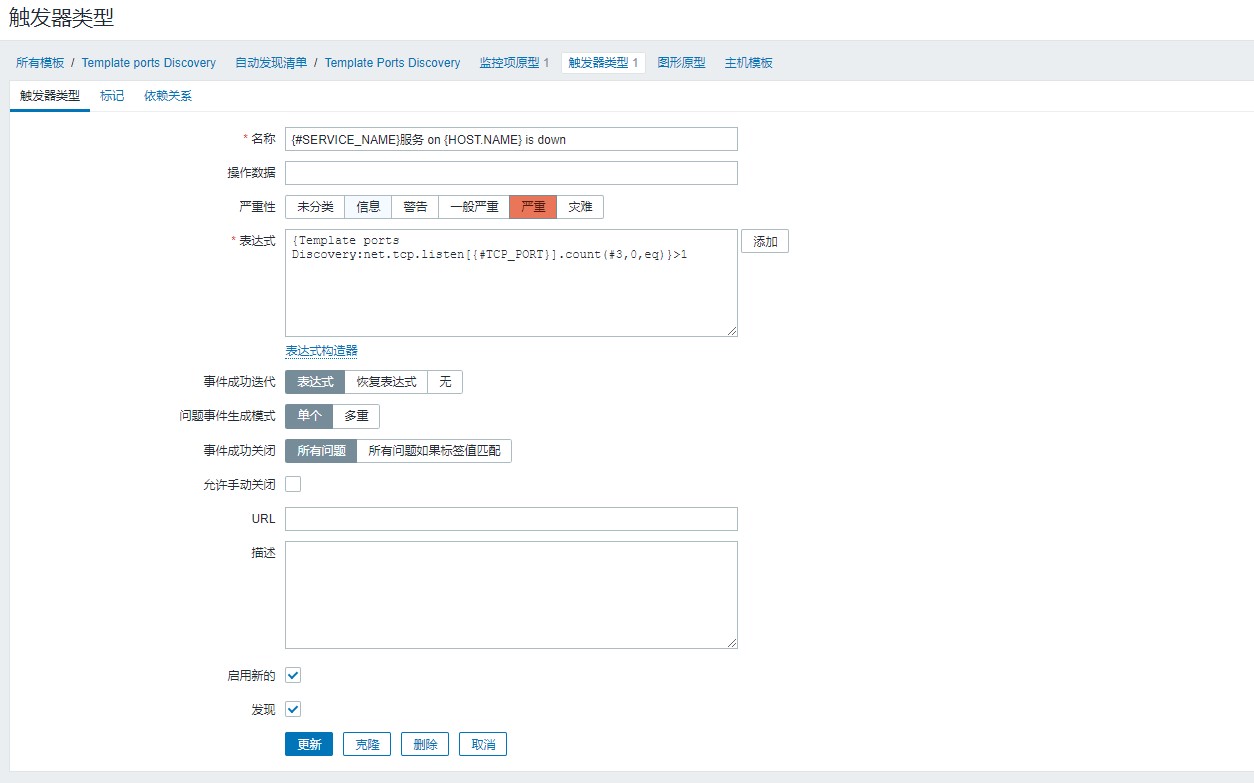 触发器类型
所有模板 / Template ports Discovery 自动发现清单 / Template Ports Discovery 监控项原型 1 触发器类型 1 图形原型 主机模板
触发器类型 标记 依赖关系
* 名称 {#SERVICE_NAME}服务 on {HOST.NAME} is down
操作数据
严重性 未分类 信息 警告 一般严重 严重 灾难
* 表达式 {Template ports 添加
Discovery:net.tcp.listen[{#TCP_PORT}].count(#3,0,eq)}>1
表达式构造器
事件成功迭代 表达式 恢复表达式 无
问题事件生成模式 单个 多重
事件成功关闭 所有问题 所有问题如果标签值匹配
允许手动关闭
URL
描述
启用新的
发现
更新 克隆 删除 取消